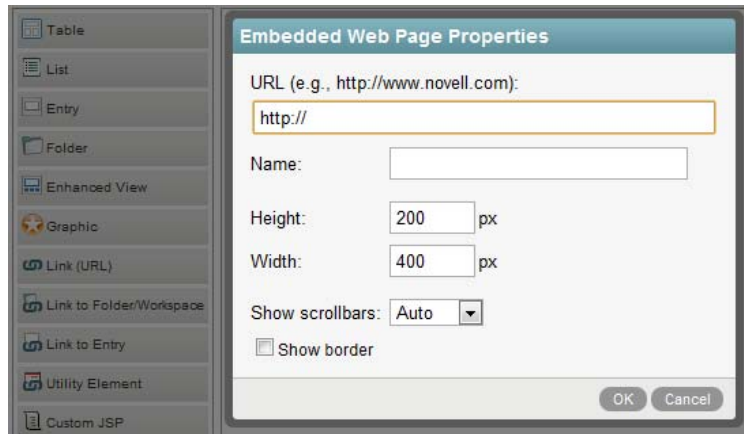 Table
List
Entry
Folder
Enhanced View
Graphic
Link (URL)
Link to Folder/Workspace
Link to Entry
Utility Element
Custom JSP
Embedded Web Page Properties
URL (e.g., http://www.novell.com):
http://
Name:
Height: 200 px
Width: 400 px
Show scrollbars: Auto
Show border
OK Cancel